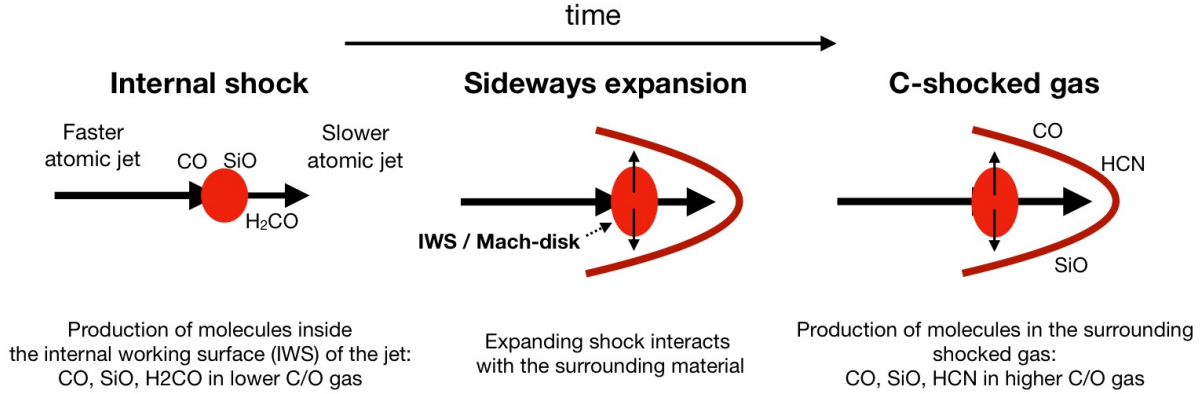 time
Internal shock
Sideways expansion
C-shocked gas
Faster
atomic jet
Slower
atomic jet
CO
SiO
H₂CO
IWS / Mach-disk
CO
HCN
SiO
Production of molecules inside
the internal working surface (IWS) of the jet:
CO, SiO, H2CO in lower C/O gas
Expanding shock interacts
with the surrounding material
Production of molecules in the surrounding
shocked gas:
CO, SiO, HCN in higher C/O gas